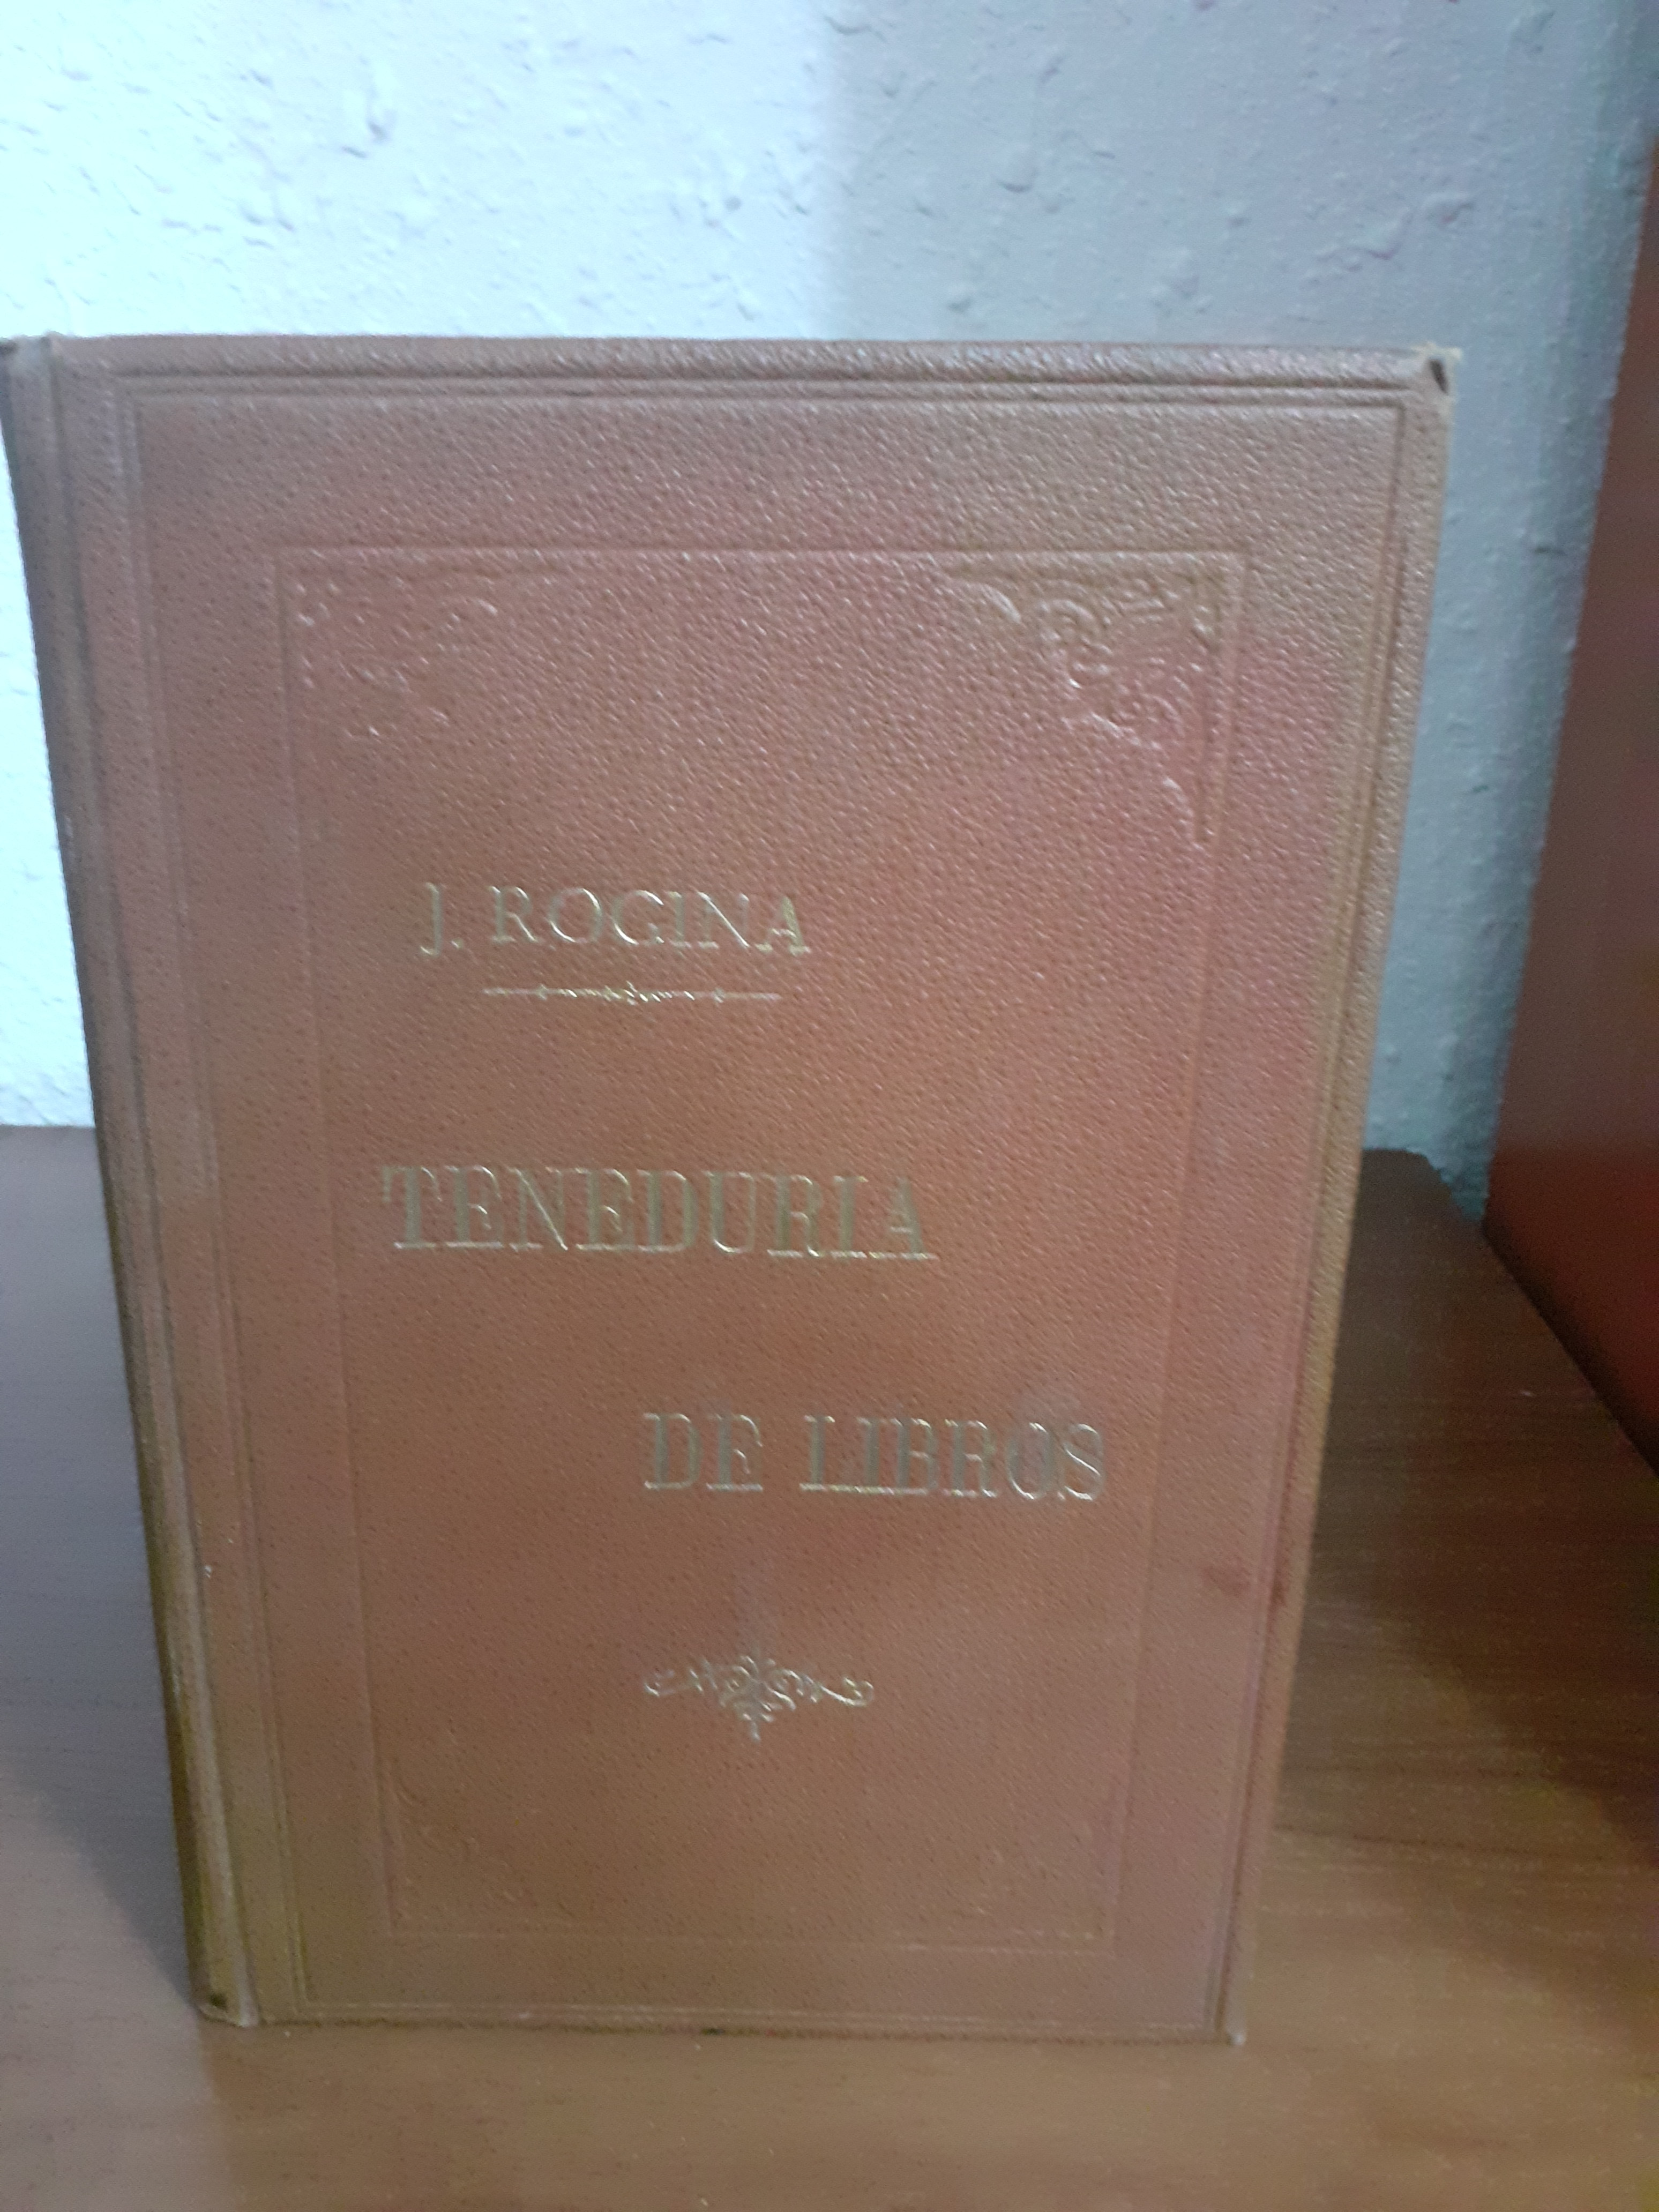 J. ROGINA
TENEDURIA
DE LIBROS